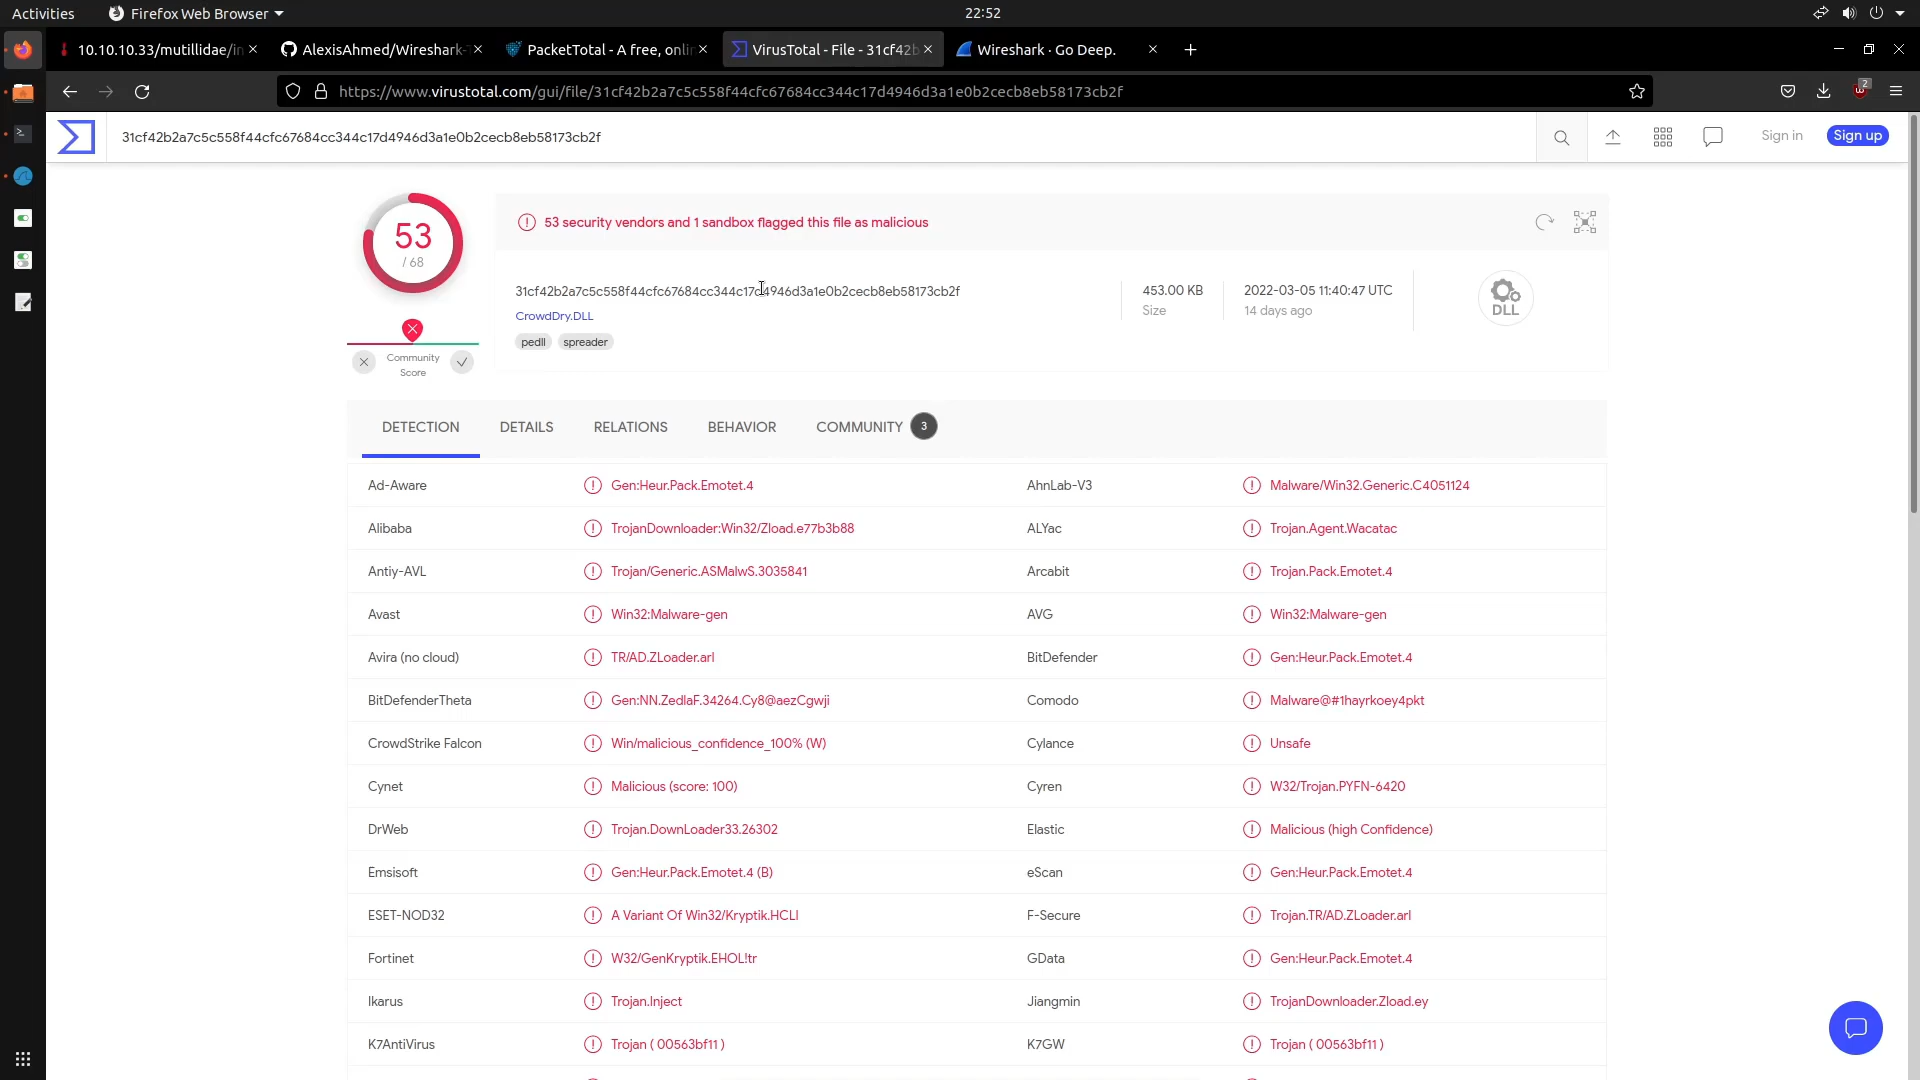 Activities
Firefox Web Browser
22:52
10.10.10.33/mutillidae/in
AlexisAhmed/Wireshark-
PacketTotal - A free, onlin
VirusTotal - File - 31cf42b
Wireshark · Go Deep.
https://www.virustotal.com/gui/file/31cf42b2a7c5c558f44cfc67684cc344c17d4946d3a1e0b2cecb8eb58173cb2f
2
31cf42b2a7c5c558f44cfc67684cc344c17d4946d3a1e0b2cecb8eb58173cb2f
Sign in
Sign up
53
/ 68
Community
Score
53 security vendors and 1 sandbox flagged this file as malicious
31cf42b2a7c5c558f44cfc67684cc344c17d4946d3a1e0b2cecb8eb58173cb2f
CrowdDry.DLL
pedll spreader
453.00 KB
Size
2022-03-05 11:40:47 UTC
14 days ago
DLL
DETECTION DETAILS RELATIONS BEHAVIOR COMMUNITY 3
Ad-Aware Gen:Heur.Pack.Emotet.4 AhnLab-V3 Malware/Win32.Generic.C4051124
Alibaba TrojanDownloader:Win32/Zload.e77b3b88 ALYac Trojan.Agent.Wacatac
Antiy-AVL Trojan/Generic.ASMalwS.3035841 Arcabit Trojan.Pack.Emotet.4
Avast Win32:Malware-gen AVG Win32:Malware-gen
Avira (no cloud) TR/AD.ZLoader.arl BitDefender Gen:Heur.Pack.Emotet.4
BitDefenderTheta Gen:NN.ZedlaF.34264.Cy8@aezCgwji Comodo Malware@#1hayrkoey4pkt
CrowdStrike Falcon Win/malicious_confidence_100% (W) Cylance Unsafe
Cynet Malicious (score: 100) Cyren W32/Trojan.PYFN-6420
DrWeb Trojan.DownLoader33.26302 Elastic Malicious (high Confidence)
Emsisoft Gen:Heur.Pack.Emotet.4 (B) eScan Gen:Heur.Pack.Emotet.4
ESET-NOD32 A Variant Of Win32/Kryptik.HCLI F-Secure Trojan.TR/AD.ZLoader.arl
Fortinet W32/GenKryptik.EHOL!tr GData Gen:Heur.Pack.Emotet.4
Ikarus Trojan.Inject Jiangmin TrojanDownloader.Zload.ey
K7AntiVirus Trojan ( 00563bf11 ) K7GW Trojan ( 00563bf11 )